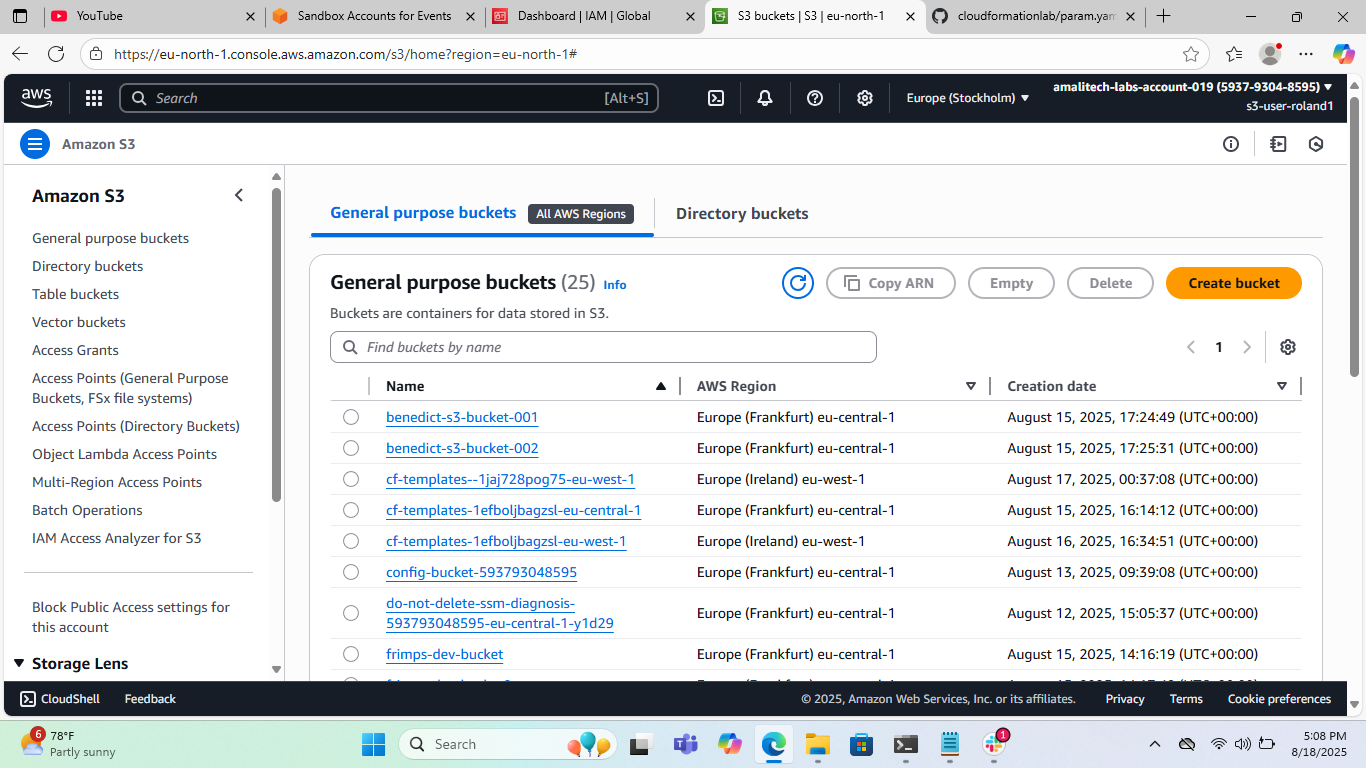 YouTube
Sandbox Accounts for Events
Dashboard | IAM | Global
S3 buckets | S3 | eu-north-1
cloudformationlab/param.yam
https://eu-north-1.console.aws.amazon.com/s3/home?region=eu-north-1#
aws
Search
[Alt+S]
Europe (Stockholm)
amalitech-labs-account-019 (5937-9304-8595)
s3-user-roland1
Amazon S3
Amazon S3
General purpose buckets
Directory buckets
Table buckets
Vector buckets
Access Grants
Access Points (General Purpose
Buckets, FSx file systems)
Access Points (Directory Buckets)
Object Lambda Access Points
Multi-Region Access Points
Batch Operations
IAM Access Analyzer for S3
Block Public Access settings for
this account
Storage Lens
General purpose buckets All AWS Regions
Directory buckets
General purpose buckets (25) Info
Copy ARN
Empty
Delete
Create bucket
Buckets are containers for data stored in S3.
Find buckets by name
1
Name AWS Region Creation date
benedict-s3-bucket-001 Europe (Frankfurt) eu-central-1 August 15, 2025, 17:24:49 (UTC+00:00)
benedict-s3-bucket-002 Europe (Frankfurt) eu-central-1 August 15, 2025, 17:25:31 (UTC+00:00)
cf-templates--1jaj728pog75-eu-west-1 Europe (Ireland) eu-west-1 August 17, 2025, 00:37:08 (UTC+00:00)
cf-templates-1efboljbagzsl-eu-central-1 Europe (Frankfurt) eu-central-1 August 15, 2025, 16:14:12 (UTC+00:00)
cf-templates-1efboljbagzsl-eu-west-1 Europe (Ireland) eu-west-1 August 16, 2025, 16:34:51 (UTC+00:00)
config-bucket-593793048595 Europe (Frankfurt) eu-central-1 August 13, 2025, 09:39:08 (UTC+00:00)
do-not-delete-ssm-diagnosis-
593793048595-eu-central-1-y1d29 Europe (Frankfurt) eu-central-1 August 12, 2025, 15:05:37 (UTC+00:00)
frimps-dev-bucket Europe (Frankfurt) eu-central-1 August 15, 2025, 14:16:19 (UTC+00:00)
CloudShell
Feedback
© 2025, Amazon Web Services, Inc. or its affiliates.
Privacy
Terms
Cookie preferences
6
78°F
Partly sunny
Search
1
5:08 PM
8/18/2025